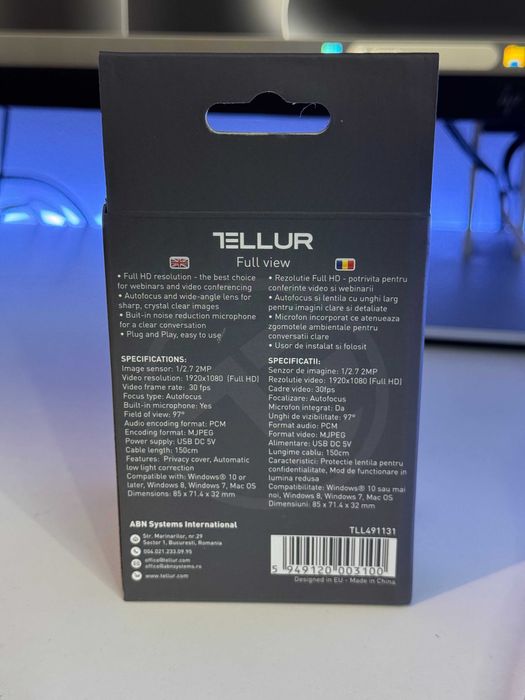 TELLUR
Full view
• Full HD resolution - the best choice
for webinars and video conferencing
• Autofocus and wide-angle lens for
sharp, crystal clear images
• Buit-in noise reduction microphone
for a clear conversation
• Plug and Play, easy to use
SPECIFICATIONS:
Image sensor: 1/2.7 2MP
Video resolution: 1920x1080 (Full HD)
Video frame rate: 30 fps
Focus type: Autofocus
Built-in microphone: Yes
Field of view: 97°
Audio encoding format: PCM
Encoding format: MJPEG
Power supply: USB DC 5V
Cable length: 150cm
Features: Privacy cover, Automatic
low light correction
Compatible with: Windows® 10 or
later, Windows 8, Windows 7, Mac OS
Dimensions: 85 x 71.4 x 32 mm
• Rezolutie Full HD - potrivita pentru
conferinte video si webinarii
• Autofocus si lentila cu unghi larg
pentru imagini clare si detaliate
• Microfon incorporat ce atenueaza
zgomotele ambientale pentru
conversatii clare
• Usor de instalat si folosit
SPECIFICATII:
Senzor de imagine: 1/2.7 2MP
Rezolutie video: 1920x1080 (Full HD)
Cadre video: 30fps
Focalizare: Autofocus
Microfon integrat: Da
Unghi de vizibilitate: 97°
Format audio: PCM
Format video: MJPEG
Alimentare: USB DC 5V
Lungime cablu: 150cm
Caracteristici: Protectie lentila pentru
confidentialitate, Mod de functionare in
lumina redusa
Compatibilitate: Windows® 10 sau mai
noi, Windows 8, Windows 7, Mac OS
Dimensiuni: 85 x 71.4 x 32 mm
ABN Systems International
Str. Marinarilor, nr.29
Sector 1, Bucuresti, Romania
004.021.233.09.95
office@tellur.com
office@abnsystems.ro
www.tellur.com
TLL491131
5 949120 003100
Designed in EU - Made in China
hp